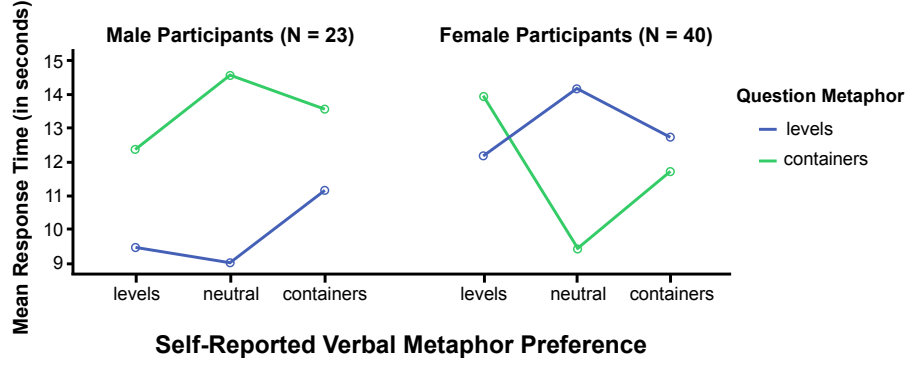 Male Participants (N = 23)
Female Participants (N = 40)
Mean Response Time (in seconds)
15
14
13
12
11
10
9
levels
neutral
containers
levels
neutral
containers
Self-Reported Verbal Metaphor Preference
Question Metaphor
levels
containers